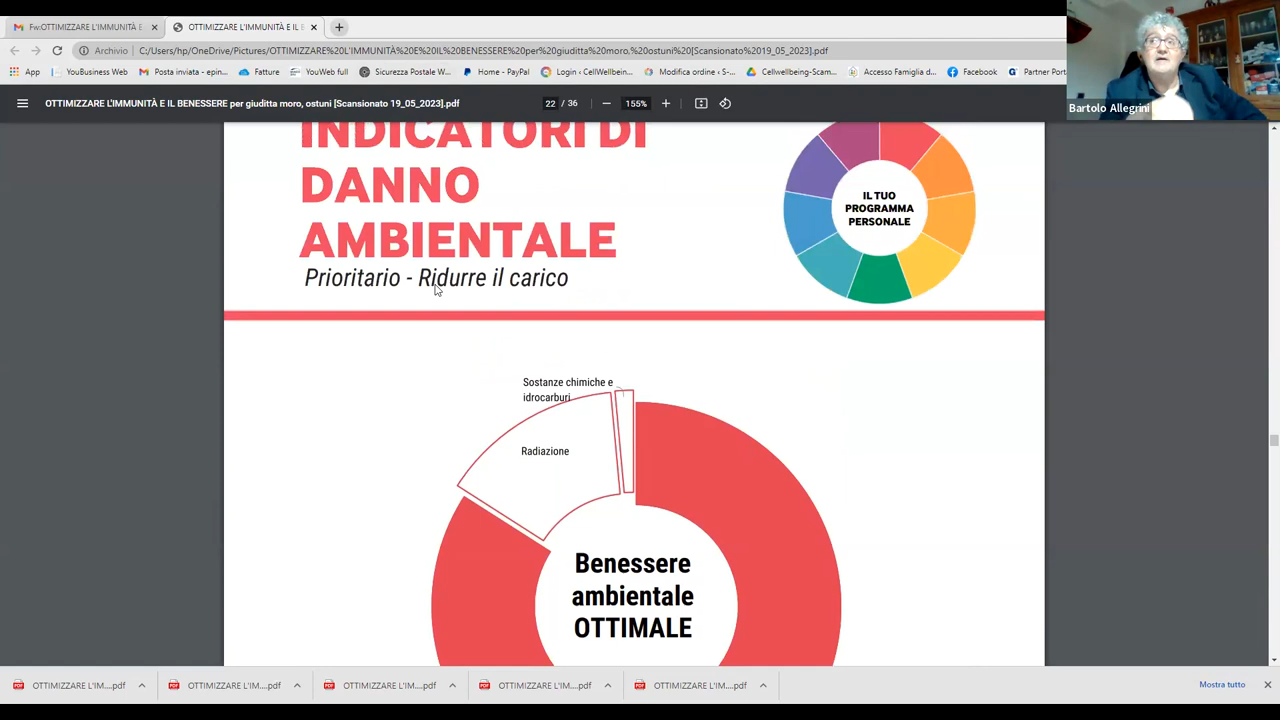 Fw:OTTIMIZZARE L'IMMUNITÀ E
OTTIMIZZARE L'IMMUNITÀ E IL B
Archivio
C:/Users/hp/OneDrive/Pictures/OTTIMIZZARE%20L'IMMUNITÀ%20E%20IL%20BENESSERE%20per%20giuditta%20moro,%20ostuni%20[Scansionato%2019_05_2023].pdf
App
YouBusiness Web
Posta inviata - epin...
Fatture
YouWeb full
Sicurezza Postale W...
Home - PayPal
Login ‹ CellWellbein...
Modifica ordine ‹ S-...
Cellwellbeing-Scam...
Accesso Famiglia d...
Facebook
Partner Port
Bartolo Allegrini
OTTIMIZZARE L'IMMUNITÀ E IL BENESSERE per giuditta moro, ostuni [Scansionato 19_05_2023].pdf
22 / 36
155%
INDICATORI DI
DANNO
AMBIENTALE
Prioritario - Ridurre il carico
IL TUO
PROGRAMMA
PERSONALE
Sostanze chimiche e
idrocarburi
Radiazione
Benessere
ambientale
OTTIMALE
OTTIMIZZARE L'IM....pdf
OTTIMIZZARE L'IM....pdf
OTTIMIZZARE L'IM....pdf
OTTIMIZZARE L'IM....pdf
OTTIMIZZARE L'IM....pdf
Mostra tutto